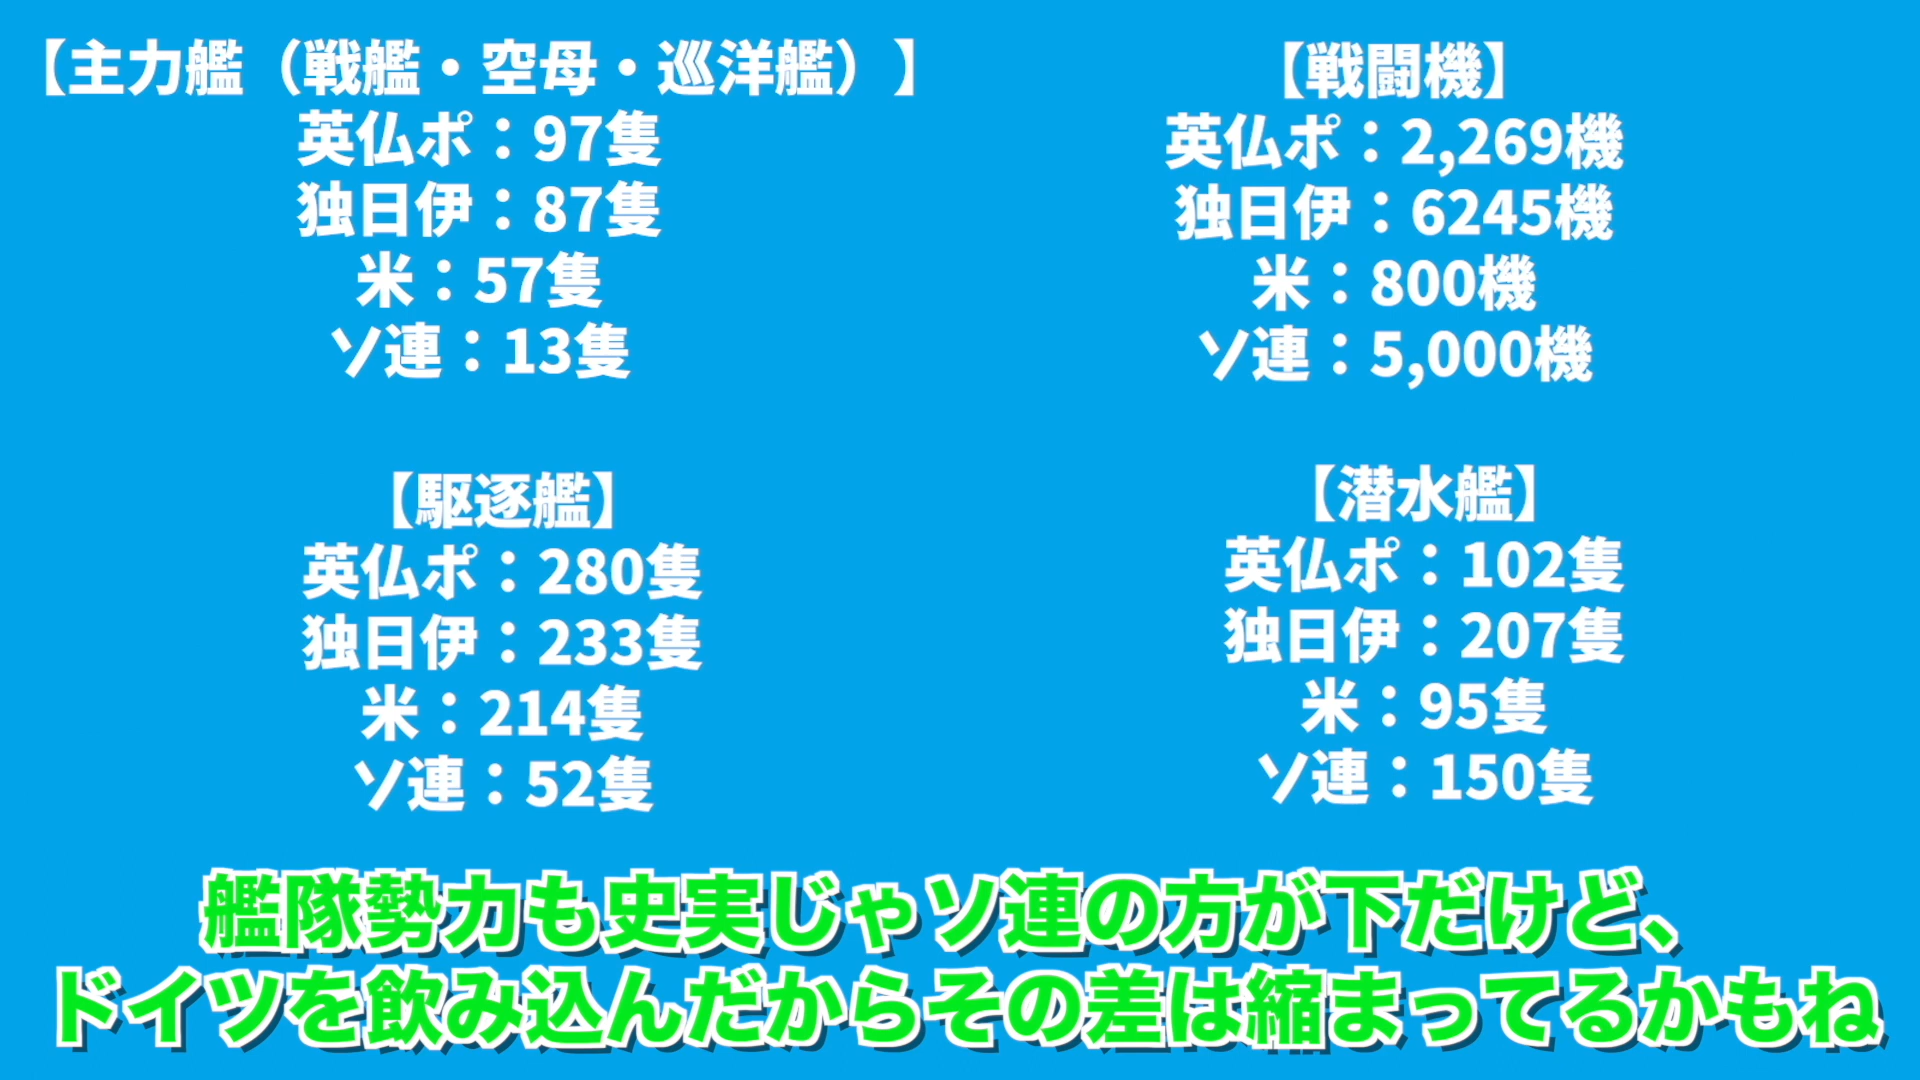 【主力艦（戦艦・空母・巡洋艦）】
英仏ポ：97隻
独日伊：87隻
米：57隻
ソ連：13隻
【戦闘機】
英仏ポ：2,269機
独日伊：6245機
米：800機
ソ連：5,000機
【駆逐艦】
英仏ポ：280隻
独日伊：233隻
米：214隻
ソ連：52隻
【潜水艦】
英仏ポ：102隻
独日伊：207隻
米：95隻
ソ連：150隻
艦隊勢力も史実じゃソ連の方が下だけど、
ドイツを飲み込んだからその差は縮まってるかもね